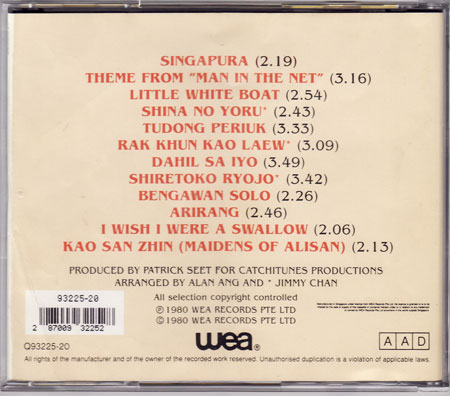 SINGAPURA (2.19)
THEME FROM "MAN IN THE NET" (3.16)
LITTLE WHITE BOAT (2.54)
SHINA NO YORU* (2.43)
TUDONG PERIUK (3.33)
RAK KHUN KAO LAEW* (3.09)
DAHIL SA IYO (3.49)
SHIRETOKO RYOJO* (3.42)
BENGAWAN SOLO (2.26)
ARIRANG (2.46)
I WISH I WERE A SWALLOW (2.06)
KAO SAN ZHIN (MAIDENS OF ALISAN) (2.13)
PRODUCED BY PATRICK SEET FOR CATCHITUNES PRODUCTIONS
ARRANGED BY ALAN ANG AND * JIMMY CHAN
93225-20
2 87009 32252
All selection copyright controlled
℗ 1980 WEA RECORDS PTE LTD
© 1980 WEA RECORDS PTE LTD
Q93225-20
wea®
A A D
All rights of the manufacturer and of the owner of the recorded work reserved. Unauthorised duplication is a violation of applicable laws.